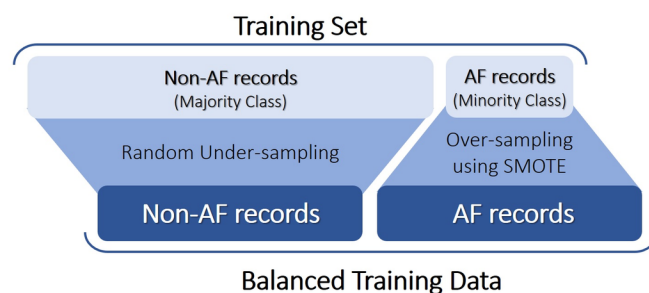 Training Set
Non-AF records
(Majority Class)
AF records
(Minority Class)
Random Under-sampling
Over-sampling
using SMOTE
Non-AF records
AF records
Balanced Training Data